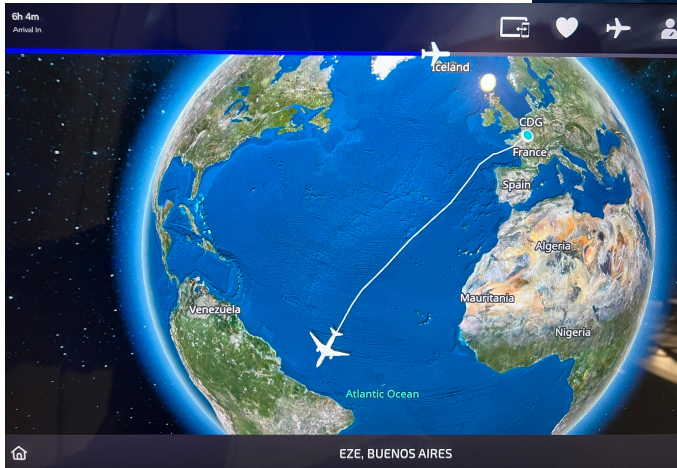 6h 4m
Arrival In
Iceland
CDG
France
Spain
Algeria
Mauritania
Venezuela
Nigeria
Atlantic Ocean
EZE, BUENOS AIRES